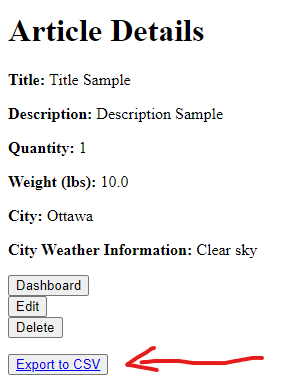 Article Details
Title: Title Sample
Description: Description Sample
Quantity: 1
Weight (lbs): 10.0
City: Ottawa
City Weather Information: Clear sky
Dashboard
Edit
Delete
Export to CSV